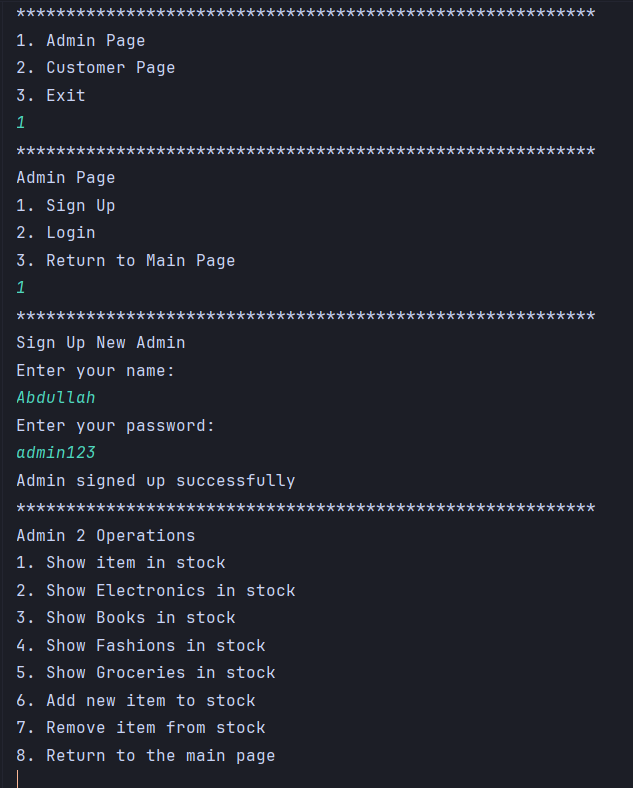 **********************************************************
1. Admin Page
2. Customer Page
3. Exit
1
**********************************************************
Admin Page
1. Sign Up
2. Login
3. Return to Main Page
1
**********************************************************
Sign Up New Admin
Enter your name:
Abdullah
Enter your password:
admin123
Admin signed up successfully
**********************************************************
Admin 2 Operations
1. Show item in stock
2. Show Electronics in stock
3. Show Books in stock
4. Show Fashions in stock
5. Show Groceries in stock
6. Add new item to stock
7. Remove item from stock
8. Return to the main page